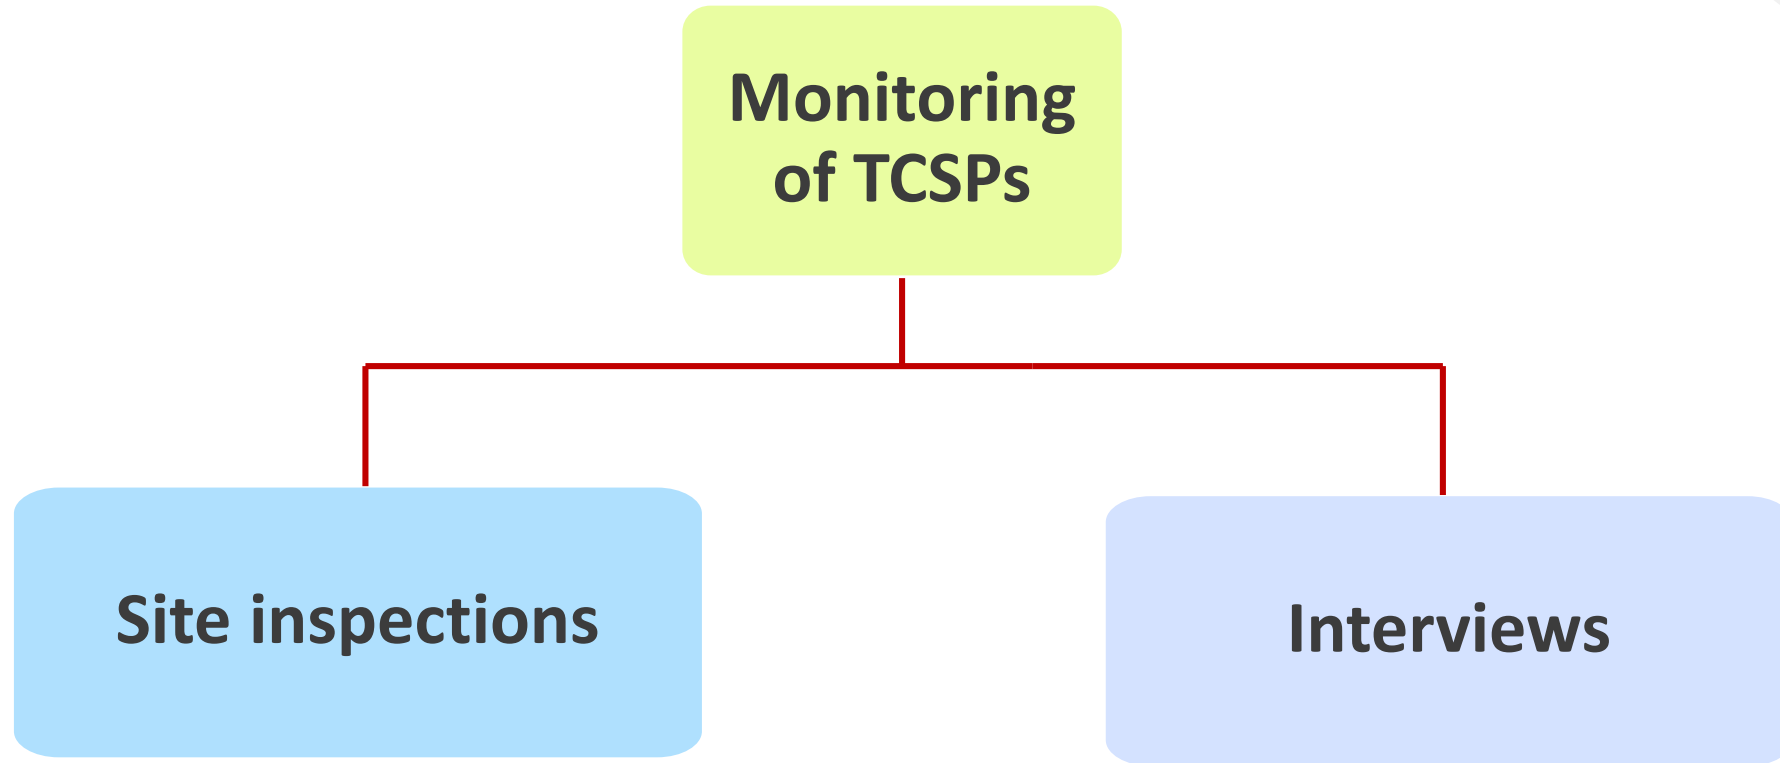 Monitoring
of TCSPs
Site inspections
Interviews